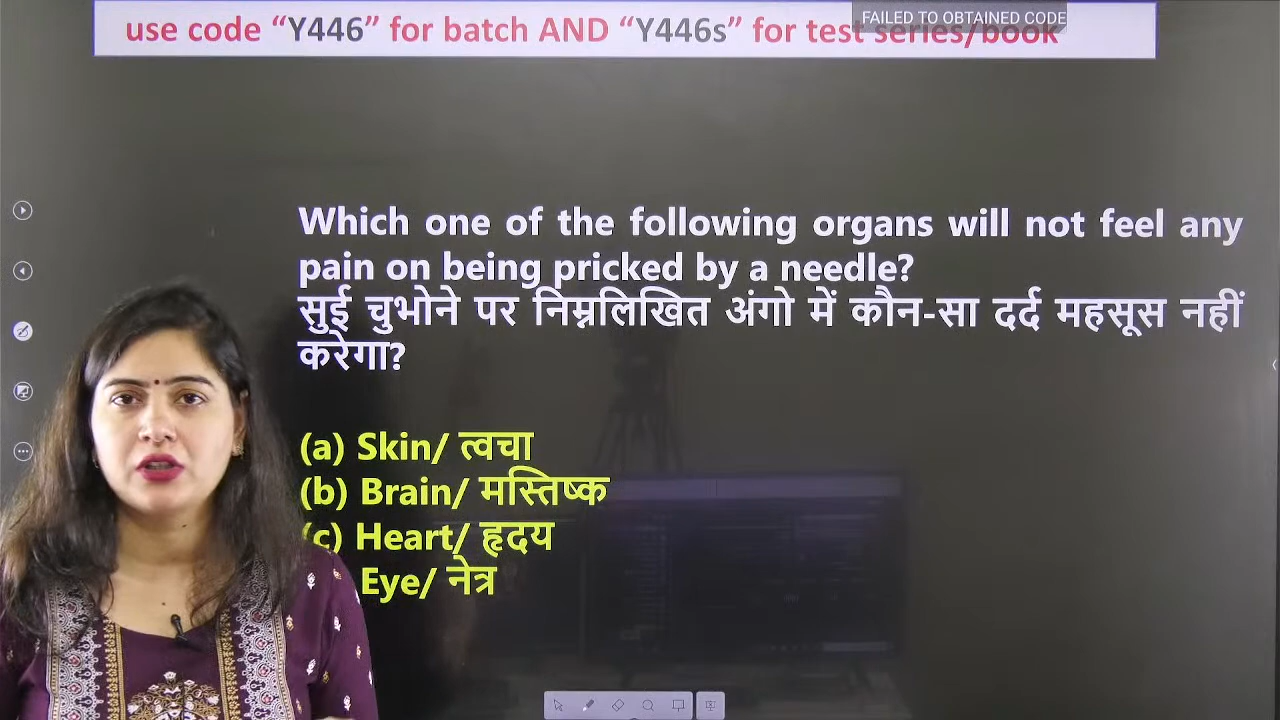 use code “Y446” for batch AND “Y446s” for test series/book
FAILED TO OBTAINED CODE
Which one of the following organs will not feel any
pain on being pricked by a needle?
सुई चुभोने पर निम्नलिखित अंगो में कौन-सा दर्द महसूस नहीं
करेगा?
(a) Skin/ त्वचा
(b) Brain/ मस्तिष्क
(c) Heart/ हृदय
Eye/ नेत्र